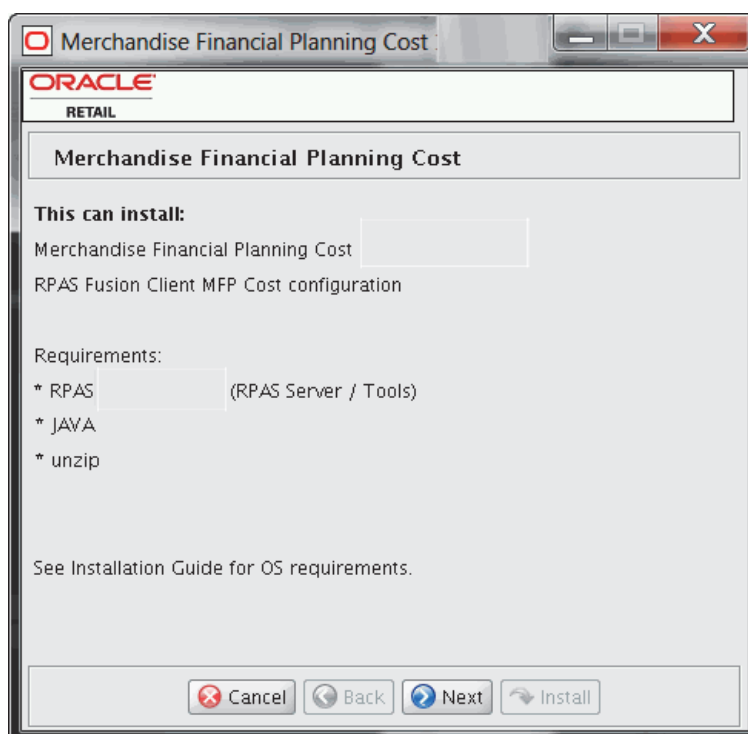 Merchandise Financial Planning Cost
ORACLE
RETAIL
Merchandise Financial Planning Cost
This can install:
Merchandise Financial Planning Cost
RPAS Fusion Client MFP Cost configuration
Requirements:
* RPAS (RPAS Server / Tools)
* JAVA
* unzip
See Installation Guide for OS requirements.
Cancel Back Next Install